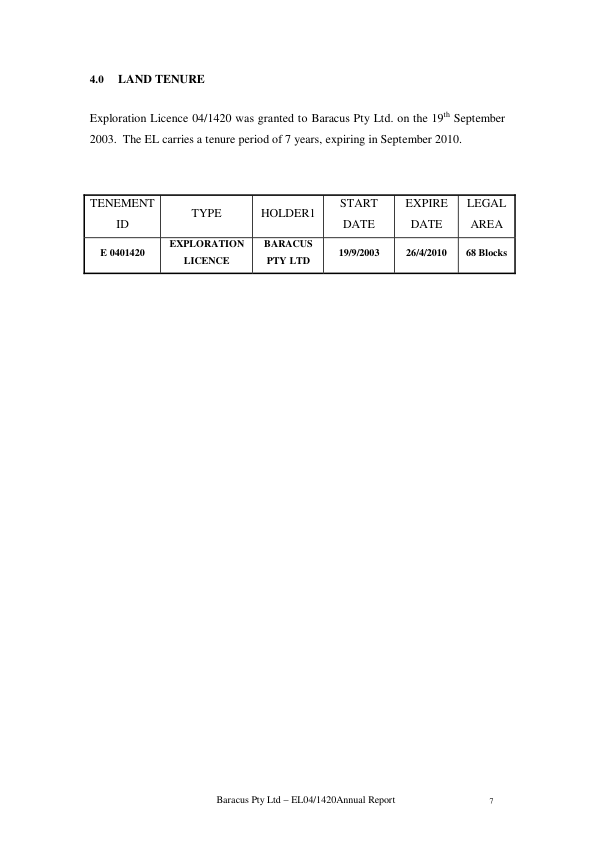 4.0 LAND TENURE
Exploration Licence 04/1420 was granted to Baracus Pty Ltd. on the 19th September
2003. The EL carries a tenure period of 7 years, expiring in September 2010.
TENEMENT ID TYPE HOLDER1 START DATE EXPIRE DATE LEGAL AREA
E 0401420 EXPLORATION LICENCE BARACUS PTY LTD 19/9/2003 26/4/2010 68 Blocks
Baracus Pty Ltd – EL04/1420Annual Report 7